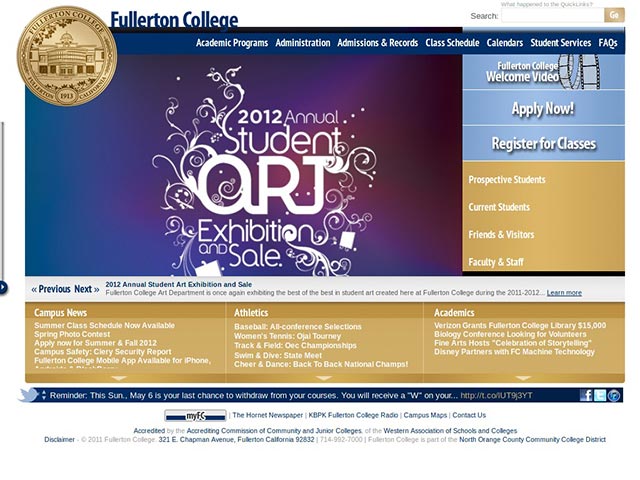 What happened to the QuickLinks?
Fullerton College
Search:
Go
FULLERTON COLLEGE
FULLERTON CALIFORNIA
1913
Academic Programs Administration Admissions & Records Class Schedule Calendars Student Services FAQs
2012 Annual
Student
ART
Exhibition
AND
Sale
Fullerton College
Welcome Video
Apply Now!
Register for Classes
Prospective Students
Current Students
Friends & Visitors
Faculty & Staff
« Previous Next »
2012 Annual Student Art Exhibition and Sale
Fullerton College Art Department is once again exhibiting the best of the best in student art created here at Fullerton College during the 2011-2012... Learn more
Campus News
Summer Class Schedule Now Available
Spring Photo Contest
Apply now for Summer & Fall 2012
Campus Safety: Clery Security Report
Fullerton College Mobile App Available for iPhone,
Athletics
Baseball: All-conference Selections
Women's Tennis: Ojai Tourney
Track & Field: Oec Championships
Swim & Dive: State Meet
Cheer & Dance: Back To Back National Champs!
Academics
Verizon Grants Fullerton College Library $15,000
Biology Conference Looking for Volunteers
Fine Arts Hosts "Celebration of Storytelling"
Disney Partners with FC Machine Technology
Reminder: This Sun., May 6 is your last chance to withdraw from your courses. You will receive a "W" on your... http://t.co/IUT9j3YT
myFC | The Hornet Newspaper | KBPK Fullerton College Radio | Campus Maps | Contact Us
Accredited by the Accrediting Commission of Community and Junior Colleges, of the Western Association of Schools and Colleges
Disclaimer - © 2011 Fullerton College. 321 E. Chapman Avenue, Fullerton California 92832 | 714-992-7000 | Fullerton College is part of the North Orange County Community College District